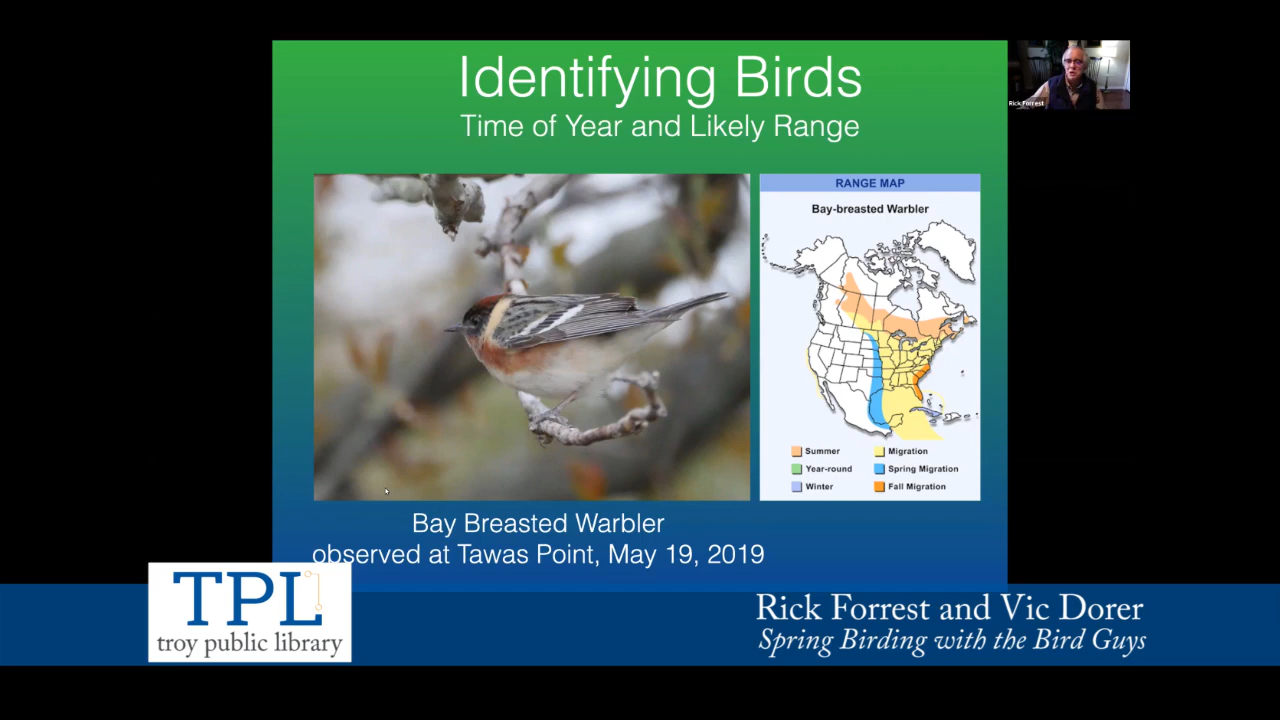 Identifying Birds
Time of Year and Likely Range
Rick Forrest
RANGE MAP
Bay-breasted Warbler
Summer
Migration
Year-round
Spring Migration
Winter
Fall Migration
Bay Breasted Warbler
observed at Tawas Point, May 19, 2019
TPL
troy public library
Rick Forrest and Vic Dorer
Spring Birding with the Bird Guys